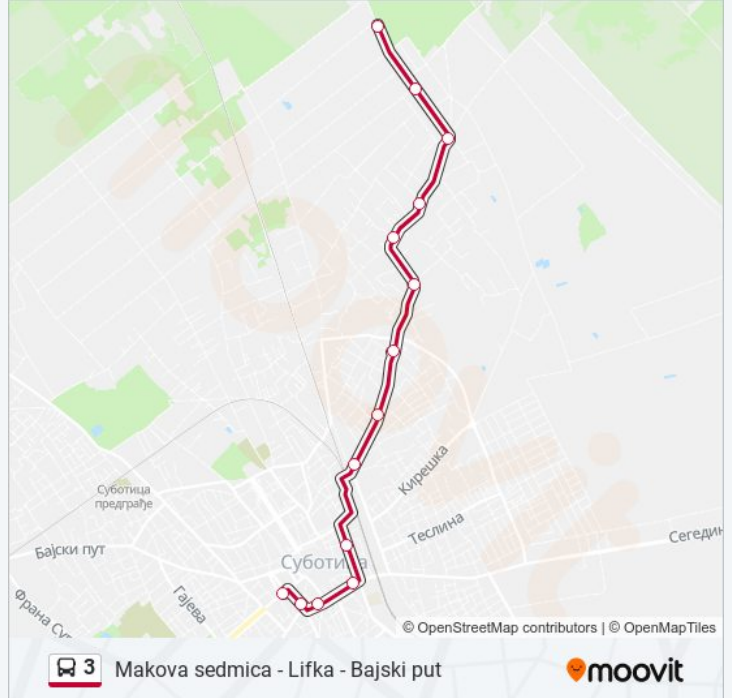 Кирешка
Суботица
предграђе
Теслина
Сегедин
Бајски пут
Суботица
Гајева
Франа Суп
© OpenStreetMap contributors | © OpenMapTiles
3 Makova sedmica - Lifka - Bajski put
moovit